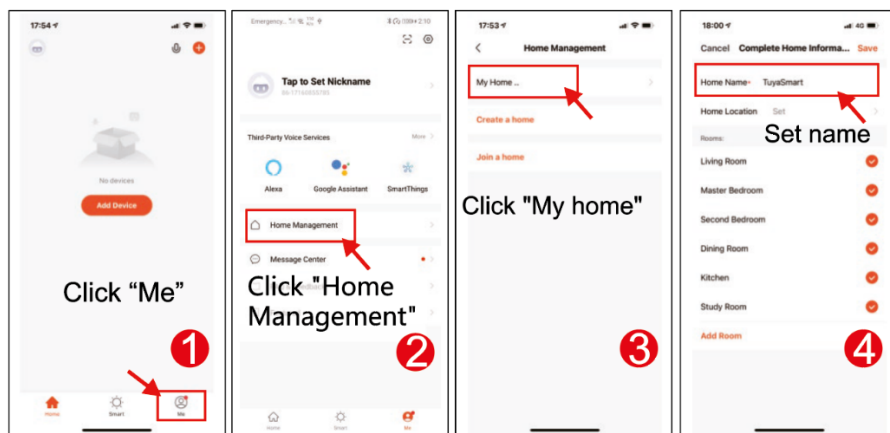 17:54
No devices
Add Device
Click “Me”
1
Home
Smart
Me
Tap to Set Nickname
Third-Party Voice Services
More
Alexa
Google Assistant
SmartThings
Home Management
Message Center
Click "Home
Management"
2
Home
Smart
Me
17:53
Home Management
My Home ..
Create a home
Join a home
Click "My home"
3
18:00
4G
Cancel
Complete Home Informa...
Save
Home Name*
TuyaSmart
Home Location
Set
Set name
Rooms:
Living Room
Master Bedroom
Second Bedroom
Dining Room
Kitchen
Study Room
Add Room
4